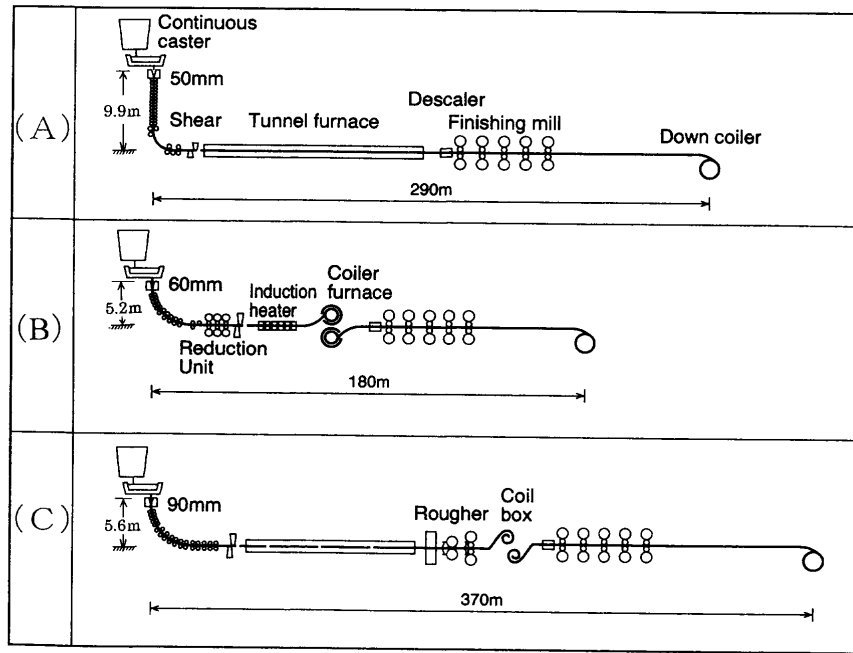 Continuous
caster
50mm
9.9m
(A)
Shear
Tunnel furnace
Descaler
Finishing mill
Down coiler
290m
60mm
5.2m
(B)
Induction
heater
Coiler
furnace
Reduction
Unit
180m
90mm
5.6m
(C)
Rougher
Coil
box
370m